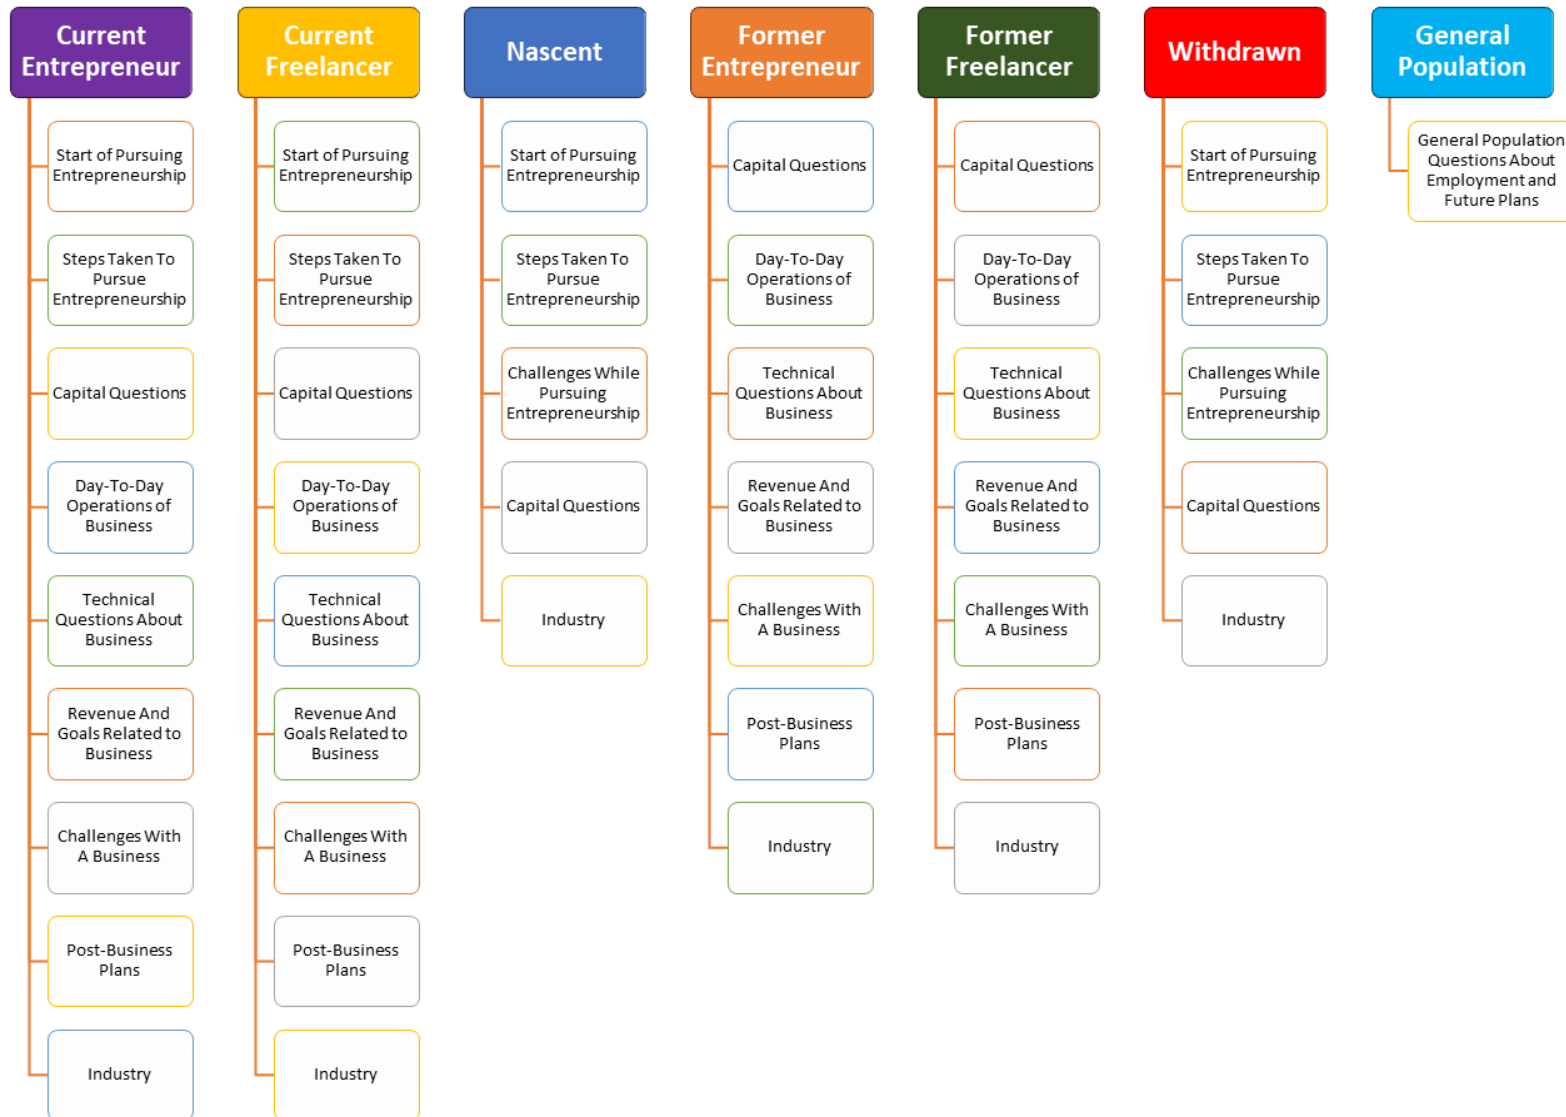 Current
Entrepreneur
Start of Pursuing
Entrepreneurship
Steps Taken To
Pursue
Entrepreneurship
Capital Questions
Day-To-Day
Operations of
Business
Technical
Questions About
Business
Revenue And
Goals Related to
Business
Challenges With
A Business
Post-Business
Plans
Industry
Current
Freelancer
Start of Pursuing
Entrepreneurship
Steps Taken To
Pursue
Entrepreneurship
Capital Questions
Day-To-Day
Operations of
Business
Technical
Questions About
Business
Revenue And
Goals Related to
Business
Challenges With
A Business
Post-Business
Plans
Industry
Nascent
Start of Pursuing
Entrepreneurship
Steps Taken To
Pursue
Entrepreneurship
Challenges While
Pursuing
Entrepreneurship
Capital Questions
Industry
Former
Entrepreneur
Capital Questions
Day-To-Day
Operations of
Business
Technical
Questions About
Business
Revenue And
Goals Related to
Business
Challenges With
A Business
Post-Business
Plans
Industry
Former
Freelancer
Capital Questions
Day-To-Day
Operations of
Business
Technical
Questions About
Business
Revenue And
Goals Related to
Business
Challenges With
A Business
Post-Business
Plans
Industry
Withdrawn
Start of Pursuing
Entrepreneurship
Steps Taken To
Pursue
Entrepreneurship
Challenges While
Pursuing
Entrepreneurship
Capital Questions
Industry
General
Population
General Population
Questions About
Employment and
Future Plans